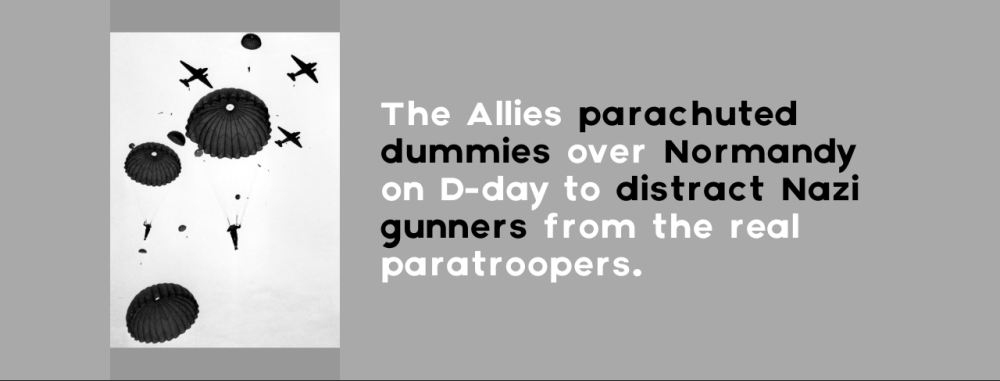 The Allies parachuted
dummies over Normandy
on D-day to distract Nazi
gunners from the real
paratroopers.